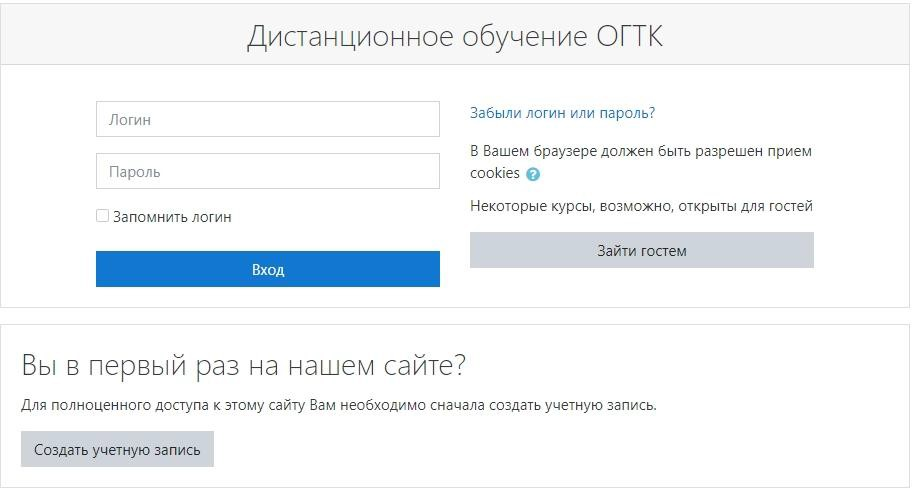 Дистанционное обучение ОГТК
Логин
Пароль
Запомнить логин
Вход
Забыли логин или пароль?
В Вашем браузере должен быть разрешен прием
cookies ?
Некоторые курсы, возможно, открыты для гостей
Зайти гостем
Вы в первый раз на нашем сайте?
Для полноценного доступа к этому сайту Вам необходимо сначала создать учетную запись.
Создать учетную запись